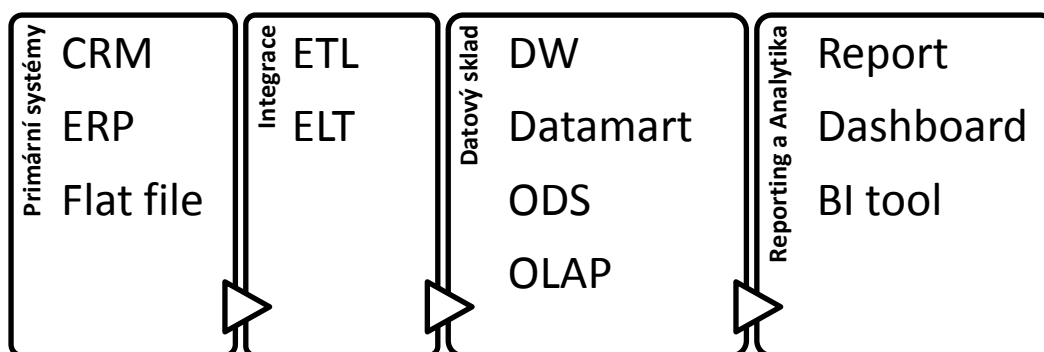 Primární systémy
CRM
ERP
Flat file
Integrace
ETL
ELT
Datový sklad
DW
Datamart
ODS
OLAP
Reporting a Analytika
Report
Dashboard
BI tool